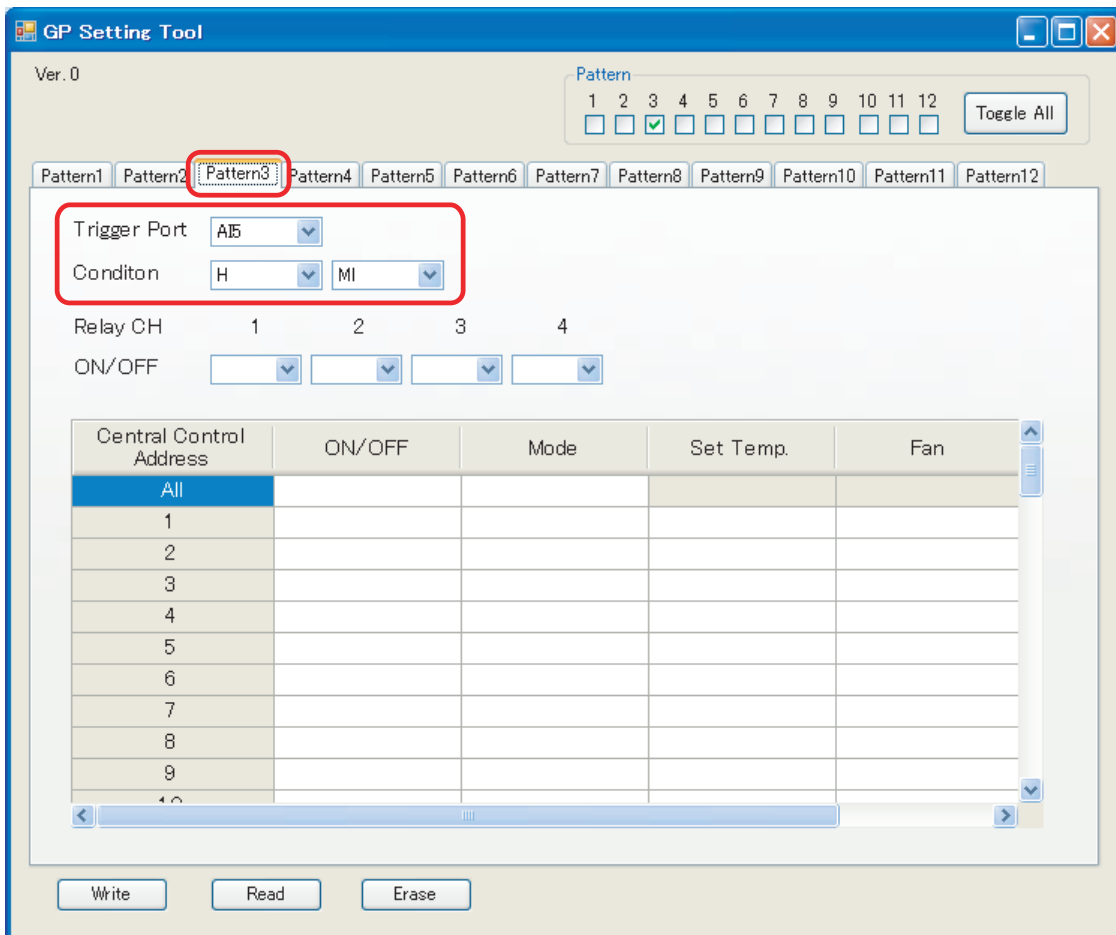 GP Setting Tool
Ver. 0
Pattern
1 2 3 4 5 6 7 8 9 10 11 12
Toggle All
Pattern1 Pattern2 Pattern3 Pattern4 Pattern5 Pattern6 Pattern7 Pattern8 Pattern9 Pattern10 Pattern11 Pattern12
Trigger Port AI5
Conditon H MI
Relay CH 1 2 3 4
ON/OFF
Central Control Address ON/OFF Mode Set Temp. Fan
All
1
2
3
4
5
6
7
8
9
Write Read Erase